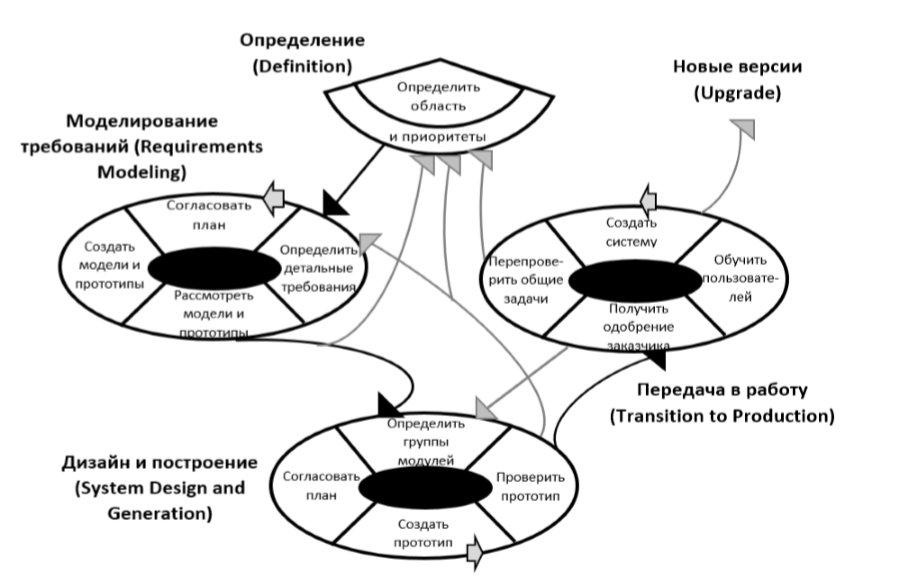 Определение
(Definition)
Определить
область
и приоритеты
Новые версии
(Upgrade)
Моделирование
требований (Requirements
Modeling)
Согласовать
план
Создать
модели и
прототипы
Определить
детальные
требования
Рассмотреть
модели и
прототипы
Создать
систему
Перепрове-
рить общие
задачи
Обучить
пользовате-
лей
Получить
одобрение
заказчика
Передача в работу
(Transition to Production)
Дизайн и построение
(System Design and
Generation)
Определить
группы
модулей
Согласовать
план
Проверить
прототип
Создать
прототип